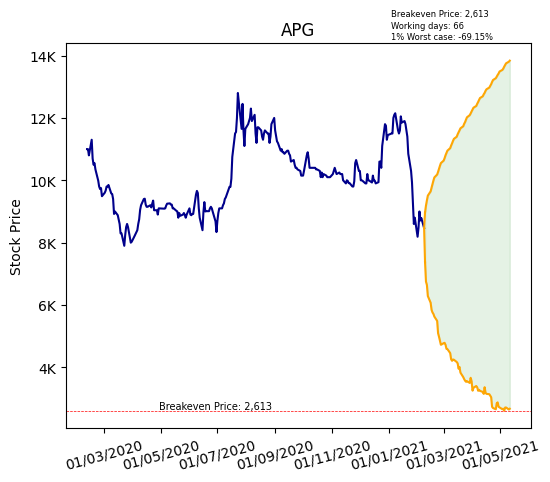 Breakeven Price: 2,613
Working days: 66
1% Worst case: -69.15%
APG
Stock Price
14K
12K
10K
8K
6K
4K
Breakeven Price: 2,613
01/03/2020 01/05/2020 01/07/2020 01/09/2020 01/11/2020 01/01/2021 01/03/2021 01/05/2021